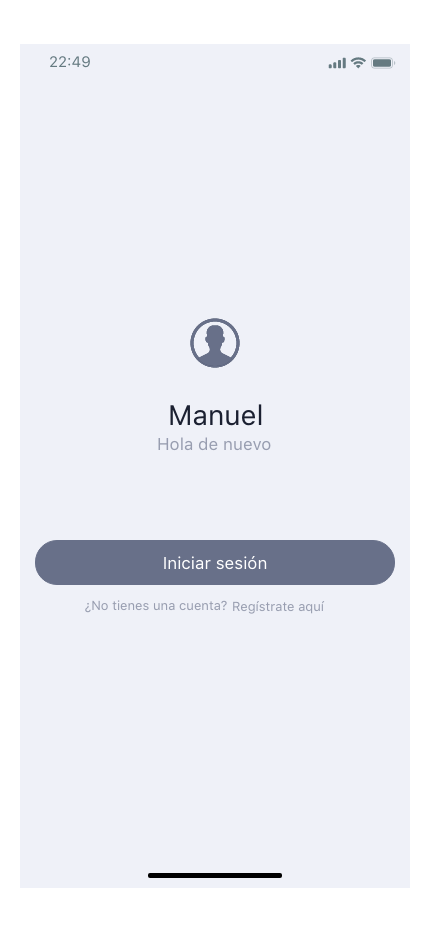 22:49
Manuel
Hola de nuevo
Iniciar sesión
¿No tienes una cuenta? Regístrate aquí